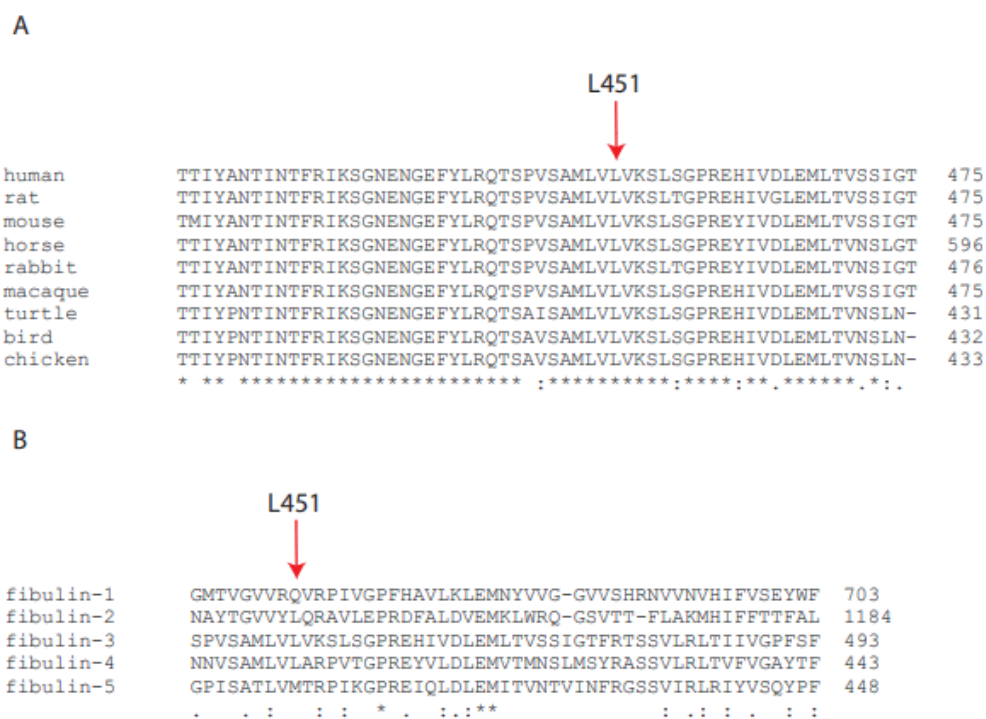 A
L451
human TTIYANTINTFRIKSGNENGEFYLRQTSPVSAMLVLVKSLSGPREHIVDLEMLTVSSIGT 475
rat TTIYANTINTFRIKSGNENGEFYLRQTSPVSAMLVLVKSLTGPREHIVGLEMLTVSSIGT 475
mouse TMIYANTINTFRIKSGNENGEFYLRQTSPVSAMLVLVKSLSGPREYIVDLEMLTVSSIGT 475
horse TTIYANTINTFRIKSGNENGEFYLRQTSPVSAMLVLVKSLSGPREYIVDLEMLTVNSLGT 596
rabbit TTIYANTINTFRIKSGNENGEFYLRQTSPVSAMLVLVKSLTGPREYIVDLEMLTVNSIGT 476
macaque TTIYANTINTFRIKSGNENGEFYLRQTSPVSAMLVLVKSLSGPREHIVDLEMLTVSSIGT 475
turtle TTIYPNTINTFRIKSGNENGEFYLRQTSAISAMLVLVKSLSGPREHIVDLEMLTVNSLN- 431
bird TTIYPNTINTFRIKSGNENGEFYLRQTSAVSAMLVLVKSLSGPREHIVDLEMLTVNSLN- 432
chicken TTIYPNTINTFRIKSGNENGEFYLRQTSAVSAMLVLVKSLSGPREHIVDLEMLTVNSLN- 433
* ** *********************** :**********:****:**.******.*:.
B
L451
fibulin-1 GMTVGVVRQVRPIVGPFHAVLKLEMNYVVG-GVVSHRNVVNVHIFVSEYWF 703
fibulin-2 NAYTGVVYLQRAVLEPRDFALDVEMKLWRQ-GSVTT-FLAKMHIFFTTFAL 1184
fibulin-3 SPVSAMLVLVKSLSGPREHIVDLEMLTVSSIGTFRTSSVLRLTIIVGPFSF 493
fibulin-4 NNVSAMLVLARPVTGPREYVLDLEMVTMNSLMSYRASSVLRLTVFVGAYTF 443
fibulin-5 GPISATLVMTRPIKGPREIQLDLEMITVNTVINFRGSSVIRLRIYVSQYPF 448
. . : : : * . :.:** : .: : . : :